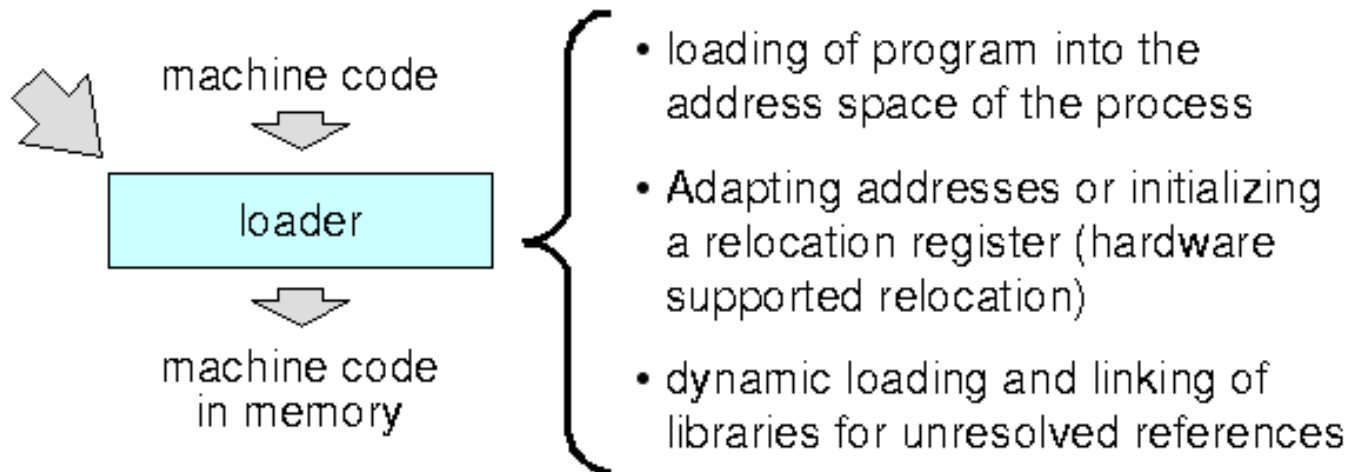 machine code
loader
machine code
in memory
• loading of program into the
address space of the process
• Adapting addresses or initializing
a relocation register (hardware
supported relocation)
• dynamic loading and linking of
libraries for unresolved references